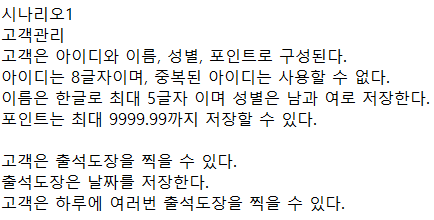 시나리오1
고객관리
고객은 아이디와 이름, 성별, 포인트로 구성된다.
아이디는 8글자이며, 중복된 아이디는 사용할 수 없다.
이름은 한글로 최대 5글자 이며 성별은 남과 여로 저장한다.
포인트는 최대 9999.99까지 저장할 수 있다.

고객은 출석도장을 찍을 수 있다.
출석도장은 날짜를 저장한다.
고객은 하루에 여러번 출석도장을 찍을 수 있다.